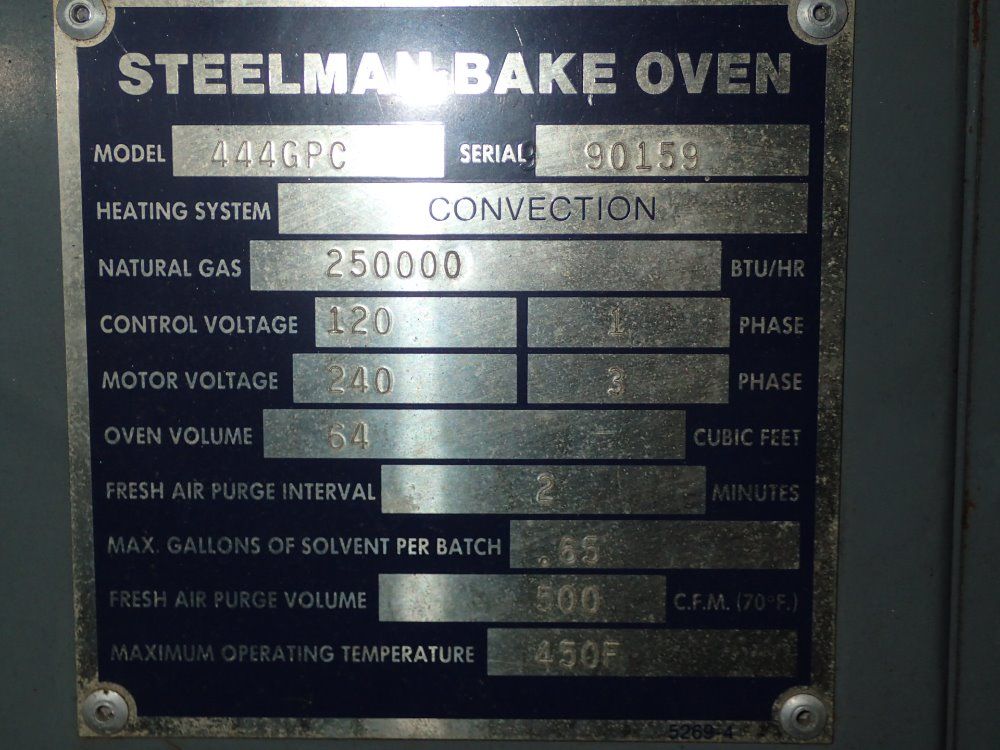 STEELMAN BAKE OVEN
MODEL 444GPC SERIAL 90159
HEATING SYSTEM CONVECTION
NATURAL GAS 250000 BTU/HR
CONTROL VOLTAGE 120 1 PHASE
MOTOR VOLTAGE 240 3 PHASE
OVEN VOLUME 64 CUBIC FEET
FRESH AIR PURGE INTERVAL 2 MINUTES
MAX. GALLONS OF SOLVENT PER BATCH .65
FRESH AIR PURGE VOLUME 500 C.F.M. (70°F.)
MAXIMUM OPERATING TEMPERATURE 450F
5269-4